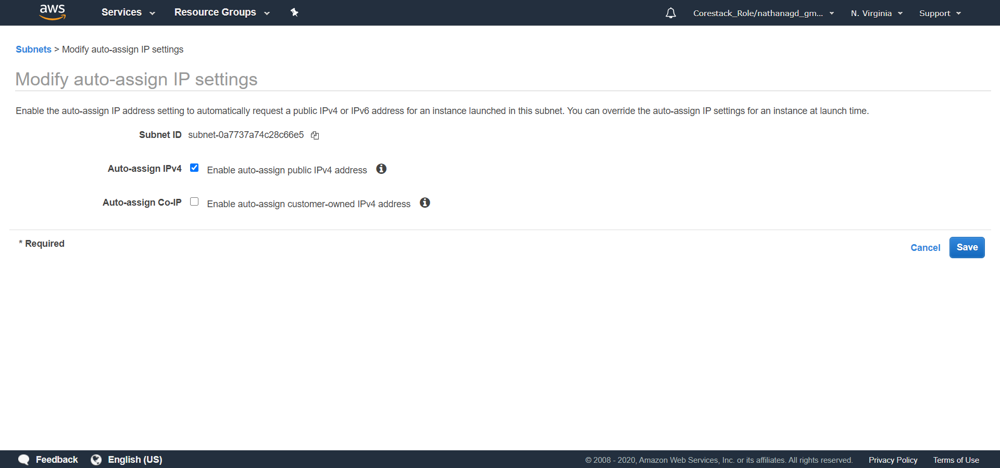 aws Services Resource Groups Corestack_Role/nathanagd_gm... N. Virginia Support
Subnets > Modify auto-assign IP settings
Modify auto-assign IP settings
Enable the auto-assign IP address setting to automatically request a public IPv4 or IPv6 address for an instance launched in this subnet. You can override the auto-assign IP settings for an instance at launch time.
Subnet ID subnet-0a7737a74c28c66e5
Auto-assign IPv4 Enable auto-assign public IPv4 address
Auto-assign Co-IP Enable auto-assign customer-owned IPv4 address
* Required
Cancel Save
Feedback English (US) © 2008 - 2020, Amazon Web Services, Inc. or its affiliates. All rights reserved. Privacy Policy Terms of Use